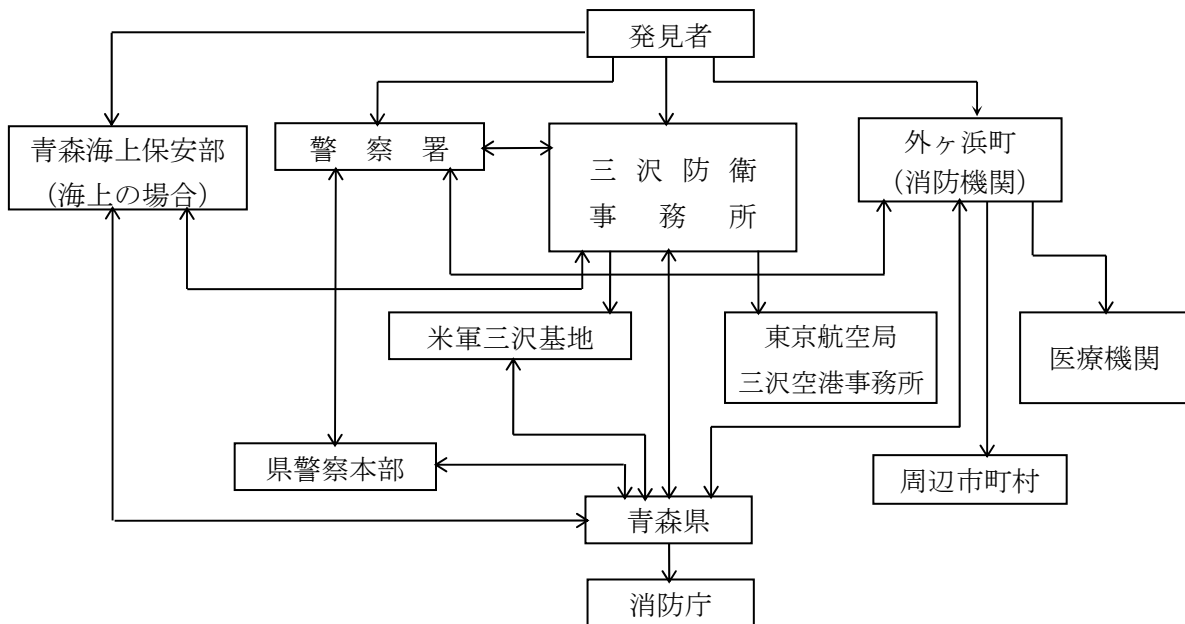 発見者
青森海上保安部
（海上の場合）
警察署
三沢防衛
事務所
外ヶ浜町
（消防機関）
米軍三沢基地
東京航空局
三沢空港事務所
医療機関
県警察本部
周辺市町村
青森県
消防庁